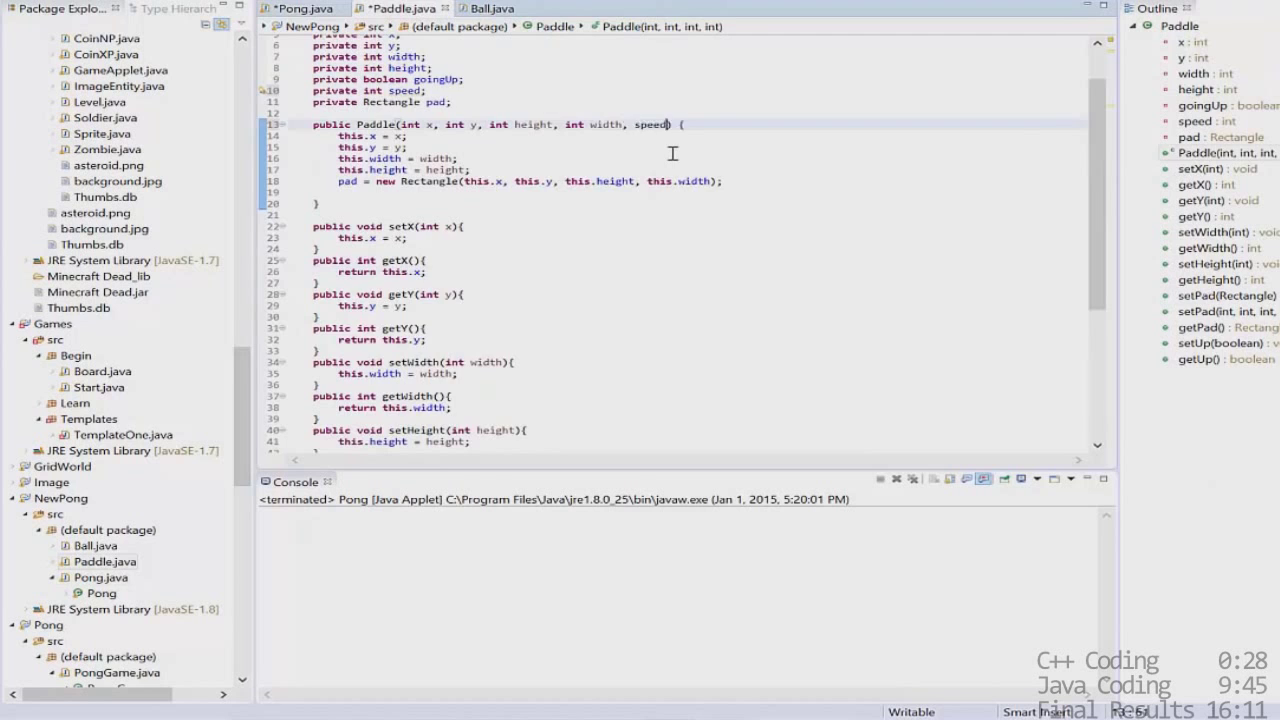 Package Explo...
Type Hierarch
*Pong.java
*Paddle.java
Ball.java
Outline
NewPong
src
(default package)
Paddle
Paddle(int, int, int, int)
CoinNP.java
CoinXP.java
GameApplet.java
ImageEntity.java
Level.java
Soldier.java
Sprite.java
Zombie.java
asteroid.png
background.jpg
Thumbs.db
asteroid.png
background.jpg
Thumbs.db
JRE System Library [JavaSE-1.7]
Minecraft Dead_lib
Minecraft Dead.jar
Thumbs.db
Games
src
Begin
Board.java
Start.java
Learn
Templates
TemplateOne.java
JRE System Library [JavaSE-1.7]
GridWorld
Image
NewPong
src
(default package)
Ball.java
Paddle.java
Pong.java
Pong
JRE System Library [JavaSE-1.8]
Pong
src
(default package)
PongGame.java
6 private int y;
7 private int width;
8 private int height;
9 private boolean goingUp;
10 private int speed;
11 private Rectangle pad;
12
13 public Paddle(int x, int y, int height, int width, speed) {
14 this.x = x;
15 this.y = y;
16 this.width = width;
17 this.height = height;
18 pad = new Rectangle(this.x, this.y, this.height, this.width);
19
20 }
21
22 public void setX(int x){
23 this.x = x;
24 }
25 public int getX(){
26 return this.x;
27 }
28 public void getY(int y){
29 this.y = y;
30 }
31 public int getY(){
32 return this.y;
33 }
34 public void setWidth(int width){
35 this.width = width;
36 }
37 public int getWidth(){
38 return this.width;
39 }
40 public void setHeight(int height){
41 this.height = height;
Console
<terminated> Pong [Java Applet] C:\Program Files\Java\jre1.8.0_25\bin\javaw.exe (Jan 1, 2015, 5:20:01 PM)
Paddle
x : int
y : int
width : int
height : int
goingUp : boolean
speed : int
pad : Rectangle
Paddle(int, int, int,
setX(int) : void
getX() : int
getY(int) : void
getY() : int
setWidth(int) : void
getWidth() : int
setHeight(int) : void
getHeight() : int
setPad(Rectangle)
setPad(int, int, int,
getPad() : Rectang
setUp(boolean) : vo
getUp() : boolean
C++ Coding 0:28
Java Coding 9:45
Final Results 16:11
Writable
Smart Insert